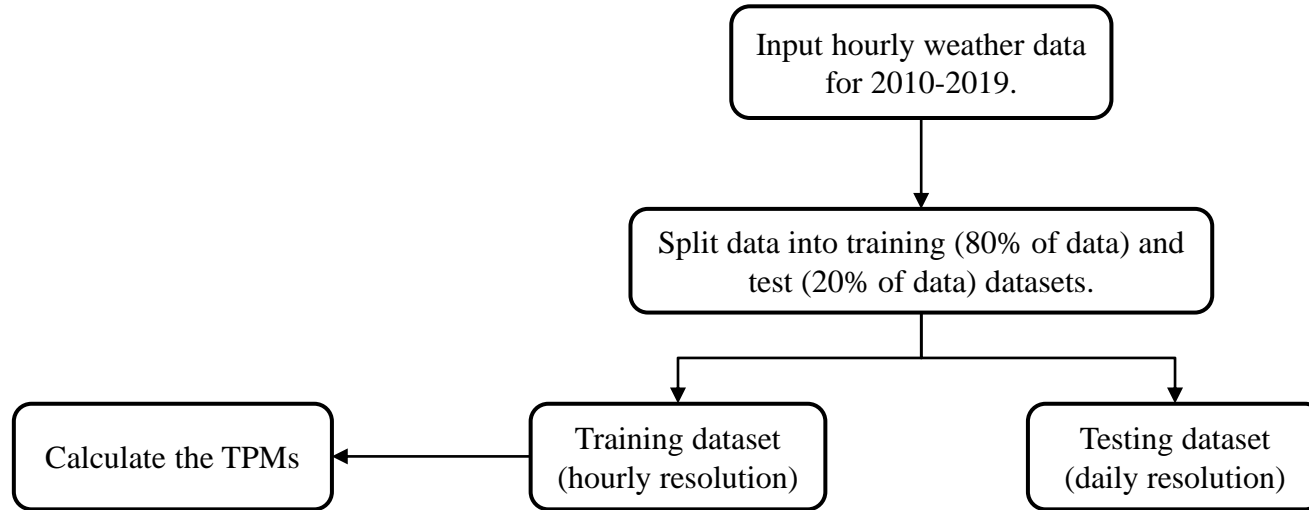 Input hourly weather data
for 2010-2019.
Split data into training (80% of data) and
test (20% of data) datasets.
Calculate the TPMs
Training dataset
(hourly resolution)
Testing dataset
(daily resolution)